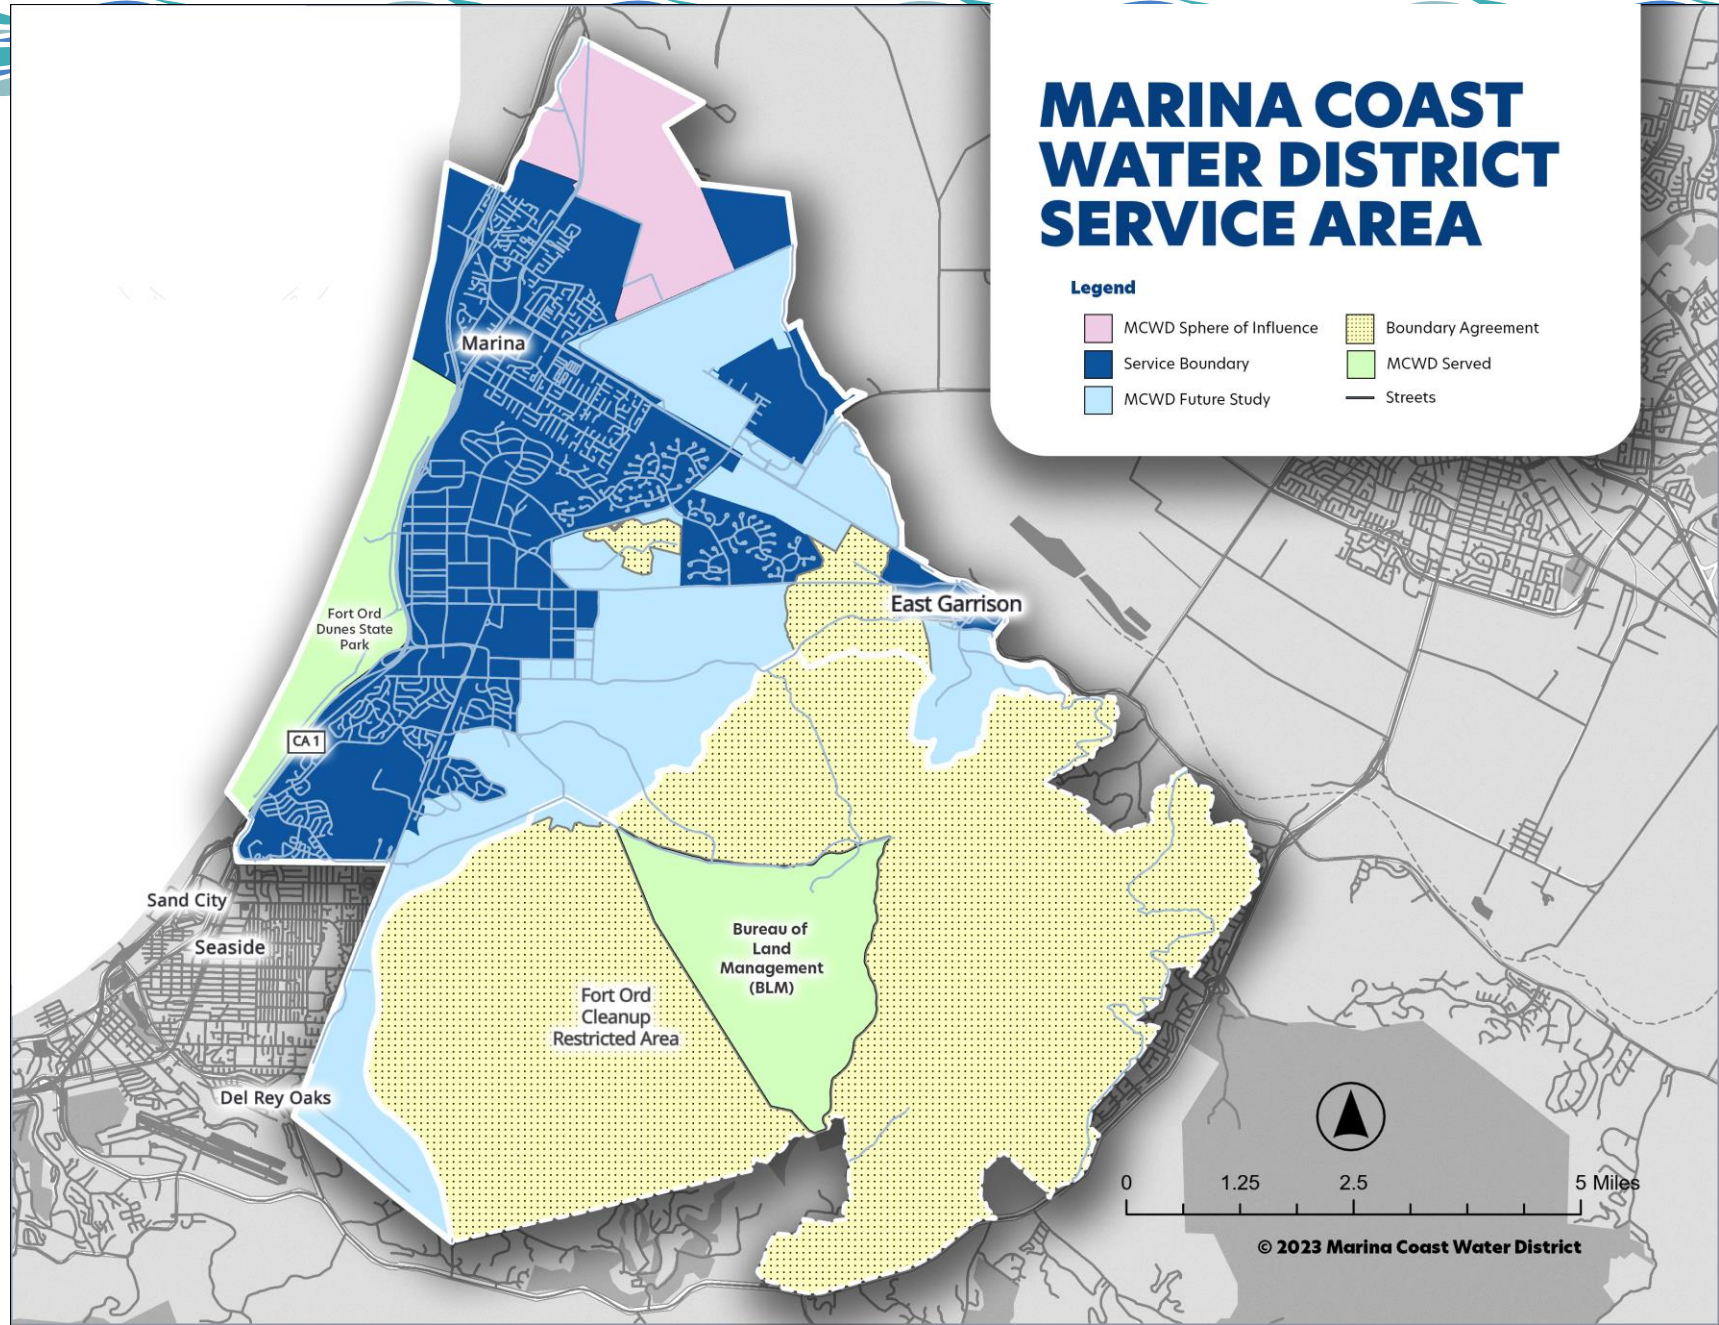 MARINA COAST
WATER DISTRICT
SERVICE AREA
Legend
MCWD Sphere of Influence
Service Boundary
MCWD Future Study
Boundary Agreement
MCWD Served
Streets
Marina
Fort Ord
Dunes State
Park
East Garrison
CA 1
Sand City
Seaside
Bureau of
Land
Management
(BLM)
Fort Ord
Cleanup
Restricted Area
Del Rey Oaks
0 1.25 2.5 5 Miles
© 2023 Marina Coast Water District